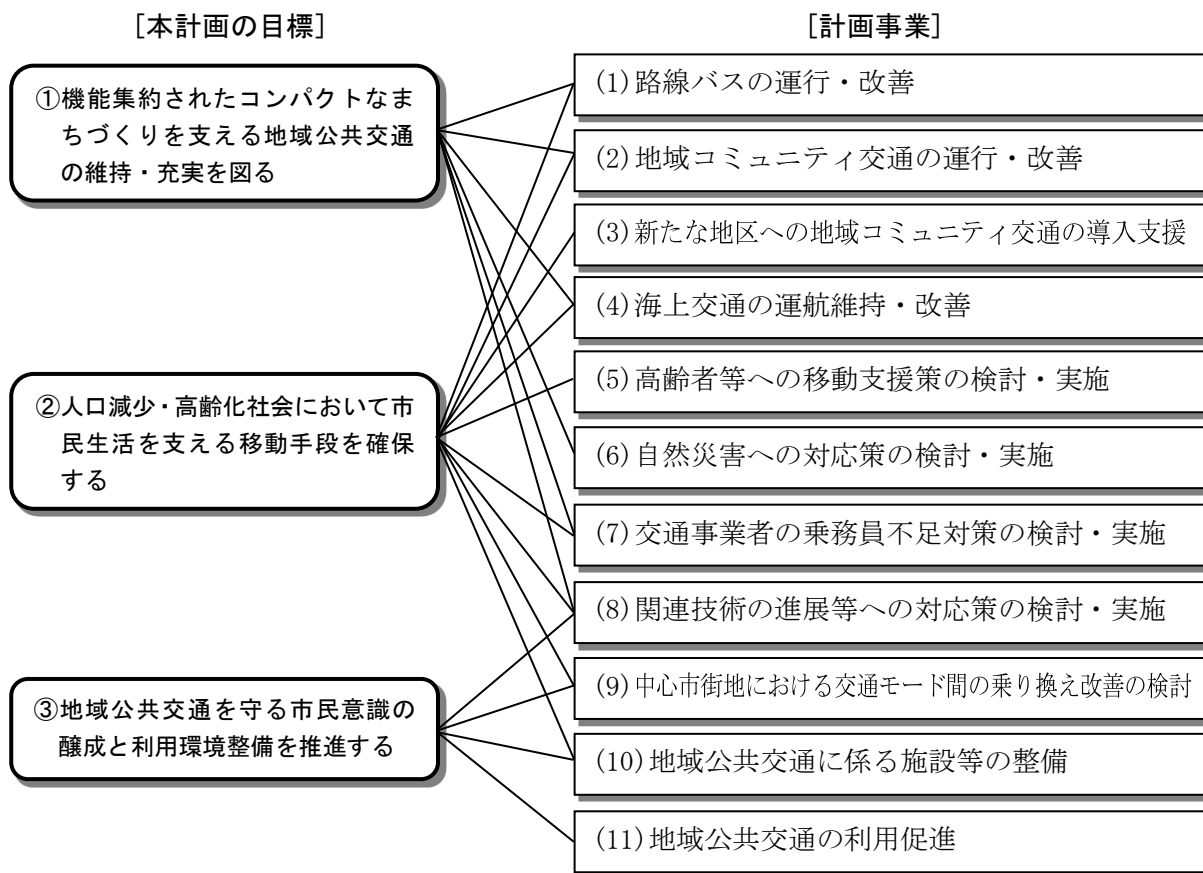 ［本計画の目標］
①機能集約されたコンパクトなま
ちづくりを支える地域公共交通
の維持・充実を図る
②人口減少・高齢化社会において市
民生活を支える移動手段を確保
する
③地域公共交通を守る市民意識の
醸成と利用環境整備を推進する
［計画事業］
(1)路線バスの運行・改善
(2)地域コミュニティ交通の運行・改善
(3)新たな地区への地域コミュニティ交通の導入支援
(4)海上交通の運航維持・改善
(5)高齢者等への移動支援策の検討・実施
(6)自然災害への対応策の検討・実施
(7)交通事業者の乗務員不足対策の検討・実施
(8)関連技術の進展等への対応策の検討・実施
(9)中心市街地における交通モード間の乗り換え改善の検討
(10)地域公共交通に係る施設等の整備
(11)地域公共交通の利用促進